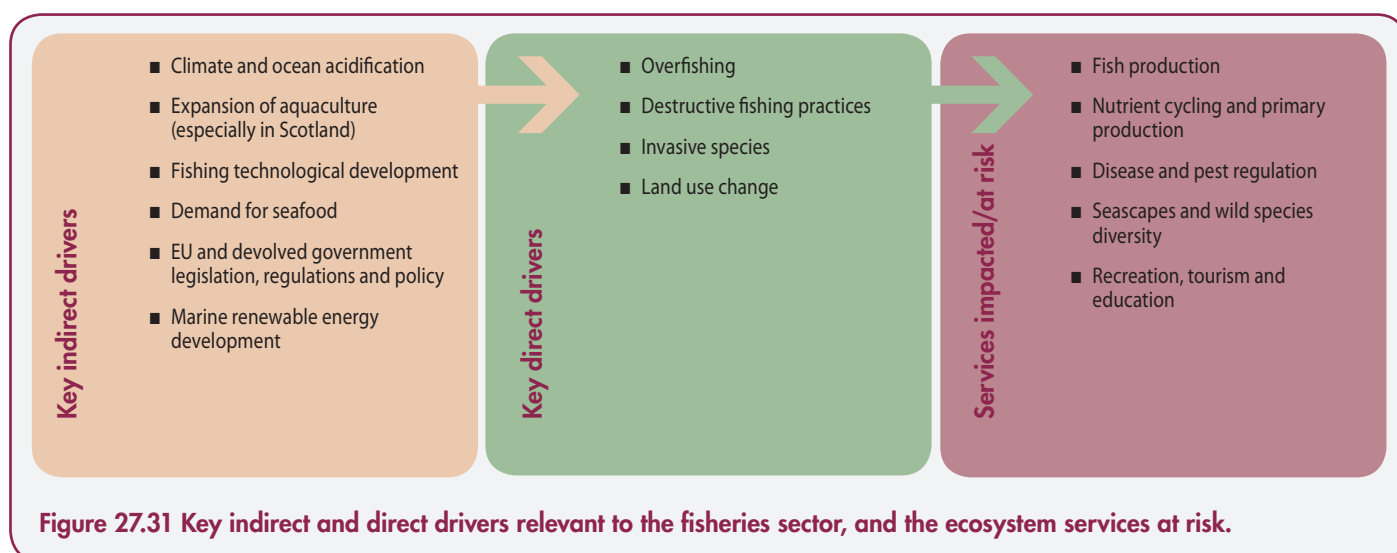 Key indirect drivers
■ Climate and ocean acidification
■ Expansion of aquaculture
(especially in Scotland)
■ Fishing technological development
■ Demand for seafood
■ EU and devolved government
legislation, regulations and policy
■ Marine renewable energy
development
Key direct drivers
■ Overfishing
■ Destructive fishing practices
■ Invasive species
■ Land use change
Services impacted/at risk
■ Fish production
■ Nutrient cycling and primary
production
■ Disease and pest regulation
■ Seascapes and wild species
diversity
■ Recreation, tourism and
education
Figure 27.31 Key indirect and direct drivers relevant to the fisheries sector, and the ecosystem services at risk.